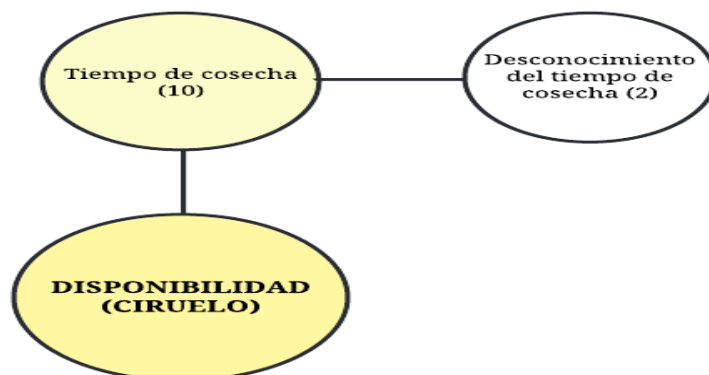 Tiempo de cosecha
(10)
Desconocimiento
del tiempo de
cosecha (2)
DISPONIBILIDAD
(CIRUELO)